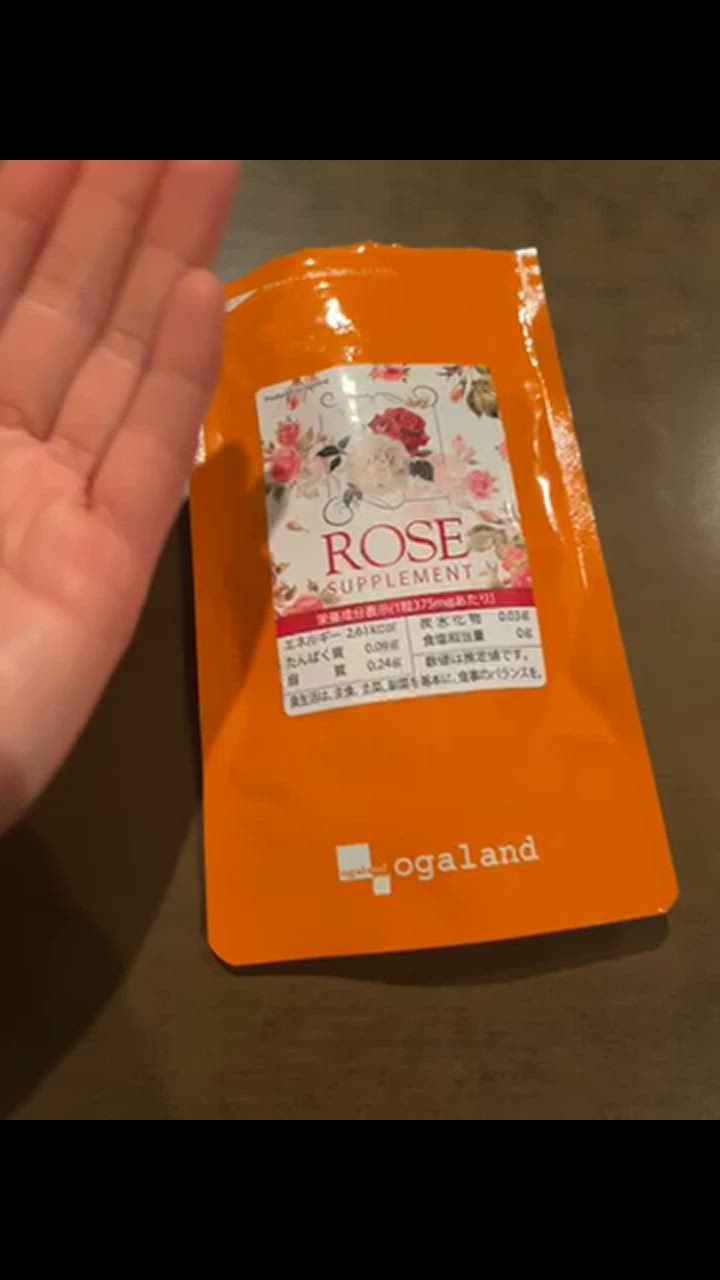 ROSE
SUPPLEMENT
栄養成分表示(1粒375mgあたり)
エネルギー 2.61kcal
たんぱく質 0.09g
脂質 0.24g
炭水化物 0.03g
食塩相当量 0g
数値は推定値です。
食生活は、主食、主菜、副菜を基本に、食事のバランスを。
ogaland
ogaland